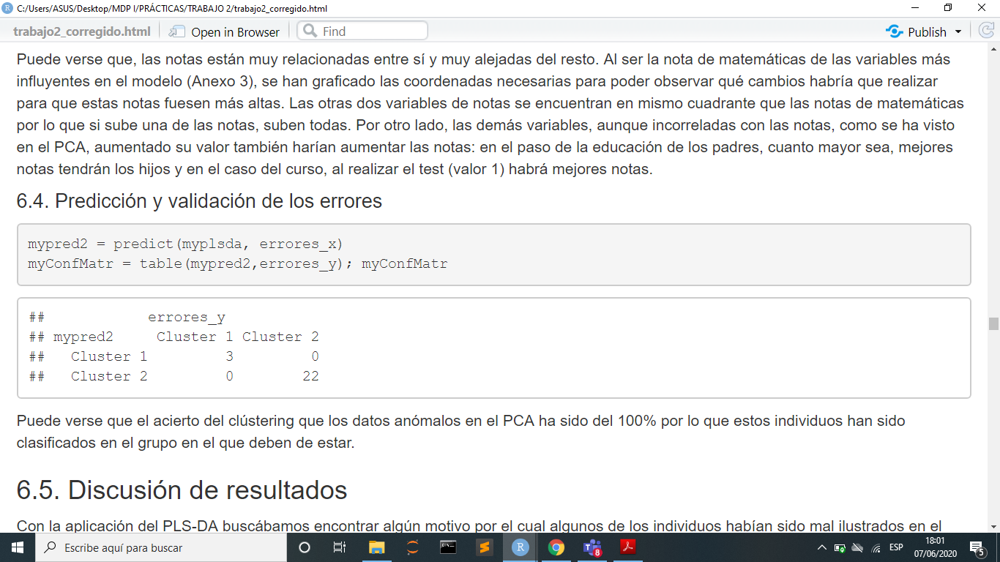 C:/Users/ASUS/Desktop/MDP I/PRÁCTICAS/TRABAJO 2/trabajo2_corregido.html
trabajo2_corregido.html Open in Browser Find Publish
Puede verse que, las notas están muy relacionadas entre sí y muy alejadas del resto. Al ser la nota de matemáticas de las variables más
influyentes en el modelo (Anexo 3), se han graficado las coordenadas necesarias para poder observar qué cambios habría que realizar
para que estas notas fuesen más altas. Las otras dos variables de notas se encuentran en mismo cuadrante que las notas de matemáticas
por lo que si sube una de las notas, suben todas. Por otro lado, las demás variables, aunque incorreladas con las notas, como se ha visto
en el PCA, aumentado su valor también harían aumentar las notas: en el paso de la educación de los padres, cuanto mayor sea, mejores
notas tendrán los hijos y en el caso del curso, al realizar el test (valor 1) habrá mejores notas.
6.4. Predicción y validación de los errores
mypred2 = predict(myplsda, errores_x)
myConfMatr = table(mypred2,errores_y); myConfMatr
## errores_y
## mypred2 Cluster 1 Cluster 2
## Cluster 1 3 0
## Cluster 2 0 22
Puede verse que el acierto del clústering que los datos anómalos en el PCA ha sido del 100% por lo que estos individuos han sido
clasificados en el grupo en el que deben de estar.
6.5. Discusión de resultados
Con la aplicación del PLS-DA buscábamos encontrar algún motivo por el cual algunos de los individuos habían sido mal ilustrados en el
Escribe aquí para buscar
R
8
ESP
18:01
07/06/2020
5